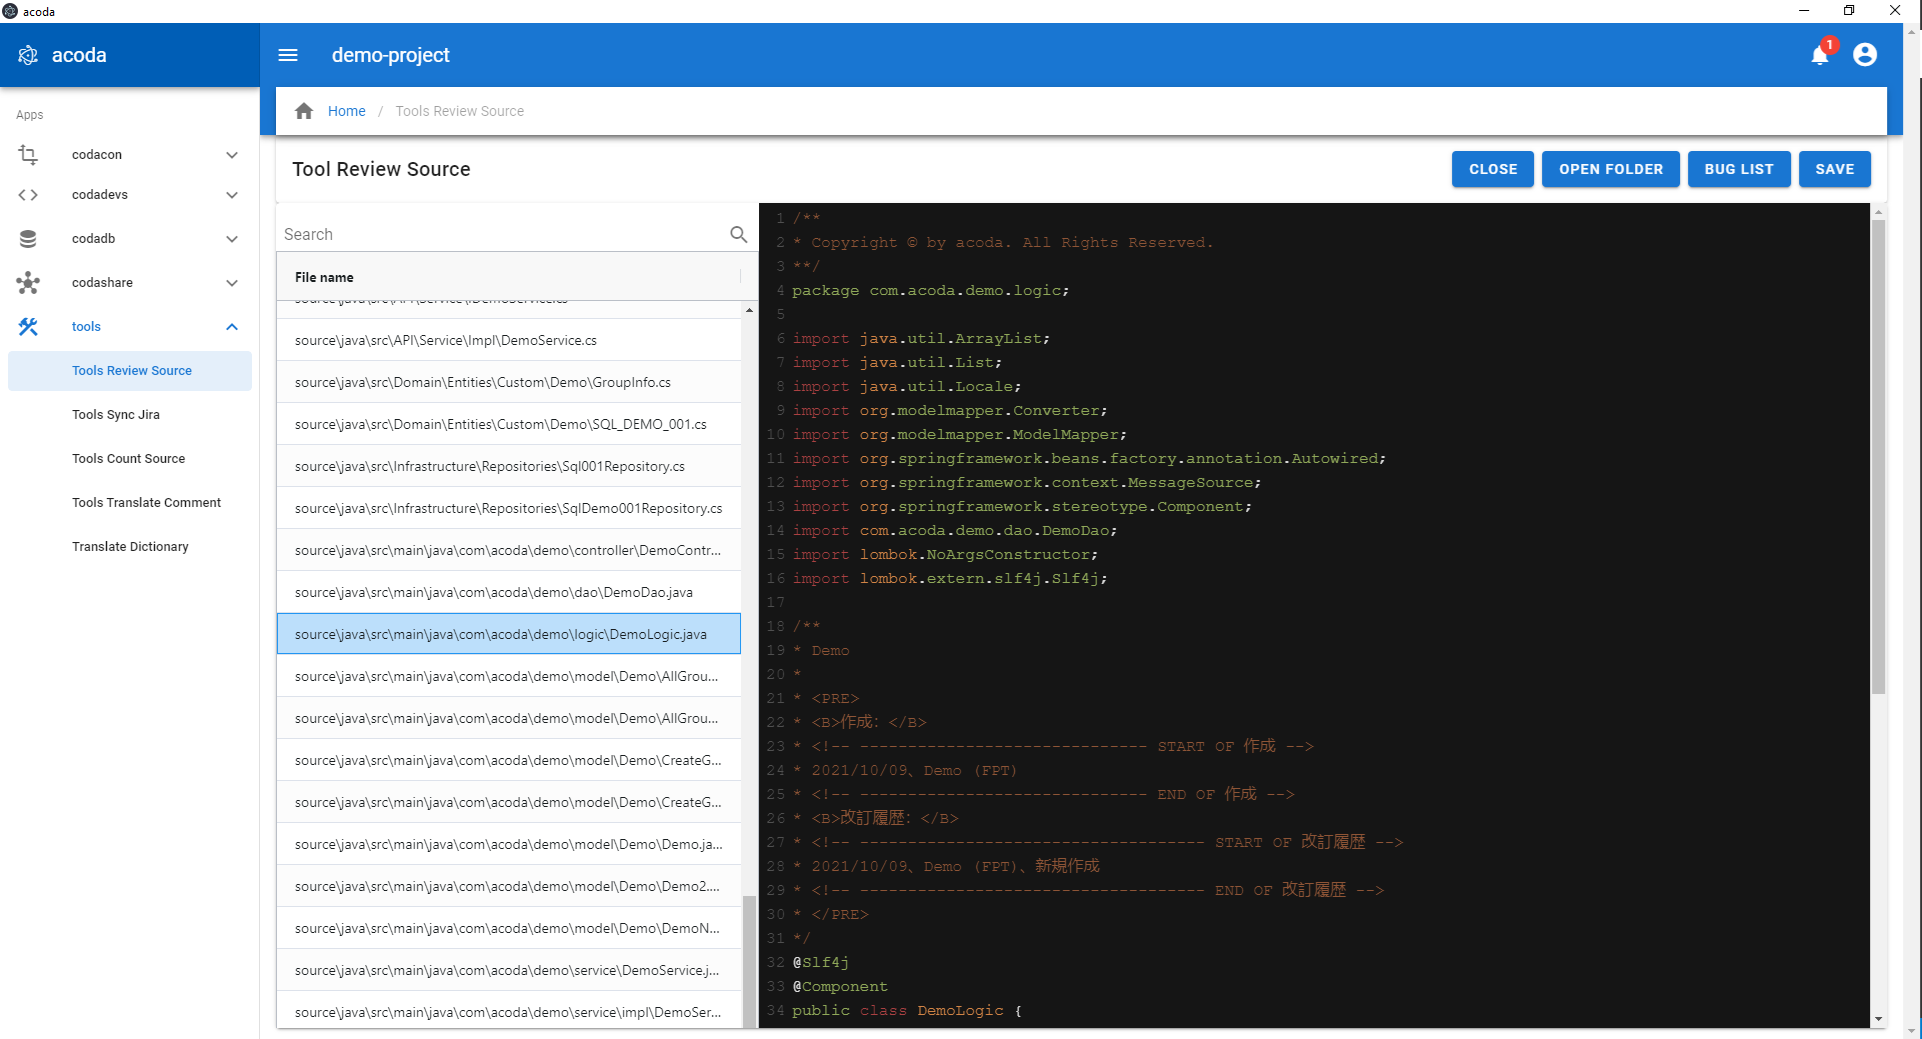 acoda
acoda
demo-project
1
Apps
codacon
codadevs
codadb
codashare
tools
Tools Review Source
Tools Sync Jira
Tools Count Source
Tools Translate Comment
Translate Dictionary
Home / Tools Review Source
Tool Review Source
CLOSE
OPEN FOLDER
BUG LIST
SAVE
Search
File name
source\java\src\API\Service\IDemoService.cs
source\java\src\API\Service\Impl\DemoService.cs
source\java\src\Domain\Entities\Custom\Demo\GroupInfo.cs
source\java\src\Domain\Entities\Custom\Demo\SQL_DEMO_001.cs
source\java\src\Infrastructure\Repositories\Sql001Repository.cs
source\java\src\Infrastructure\Repositories\SqlDemo001Repository.cs
source\java\src\main\java\com\acoda\demo\controller\DemoContr...
source\java\src\main\java\com\acoda\demo\dao\DemoDao.java
source\java\src\main\java\com\acoda\demo\logic\DemoLogic.java
source\java\src\main\java\com\acoda\demo\model\Demo\AllGrou...
source\java\src\main\java\com\acoda\demo\model\Demo\AllGrou...
source\java\src\main\java\com\acoda\demo\model\Demo\CreateG...
source\java\src\main\java\com\acoda\demo\model\Demo\CreateG...
source\java\src\main\java\com\acoda\demo\model\Demo\Demo.ja...
source\java\src\main\java\com\acoda\demo\model\Demo\Demo2....
source\java\src\main\java\com\acoda\demo\model\Demo\DemoN...
source\java\src\main\java\com\acoda\demo\service\DemoService.j...
source\java\src\main\java\com\acoda\demo\service\impl\DemoSer...
1 /**
2 * Copyright © by acoda. All Rights Reserved.
3 **/
4 package com.acoda.demo.logic;
5
6 import java.util.ArrayList;
7 import java.util.List;
8 import java.util.Locale;
9 import org.modelmapper.Converter;
10 import org.modelmapper.ModelMapper;
11 import org.springframework.beans.factory.annotation.Autowired;
12 import org.springframework.context.MessageSource;
13 import org.springframework.stereotype.Component;
14 import com.acoda.demo.dao.DemoDao;
15 import lombok.NoArgsConstructor;
16 import lombok.extern.slf4j.Slf4j;
17
18 /**
19 * Demo
20 *
21 * <PRE>
22 * <B>作成：</B>
23 * <!-- ------------------------------ START OF 作成 -->
24 * 2021/10/09、Demo (FPT)
25 * <!-- ------------------------------ END OF 作成 -->
26 * <B>改訂履歴：</B>
27 * <!-- ------------------------------------ START OF 改訂履歴 -->
28 * 2021/10/09、Demo (FPT)、新規作成
29 * <!-- ------------------------------------ END OF 改訂履歴 -->
30 * </PRE>
31 */
32 @Slf4j
33 @Component
34 public class DemoLogic {